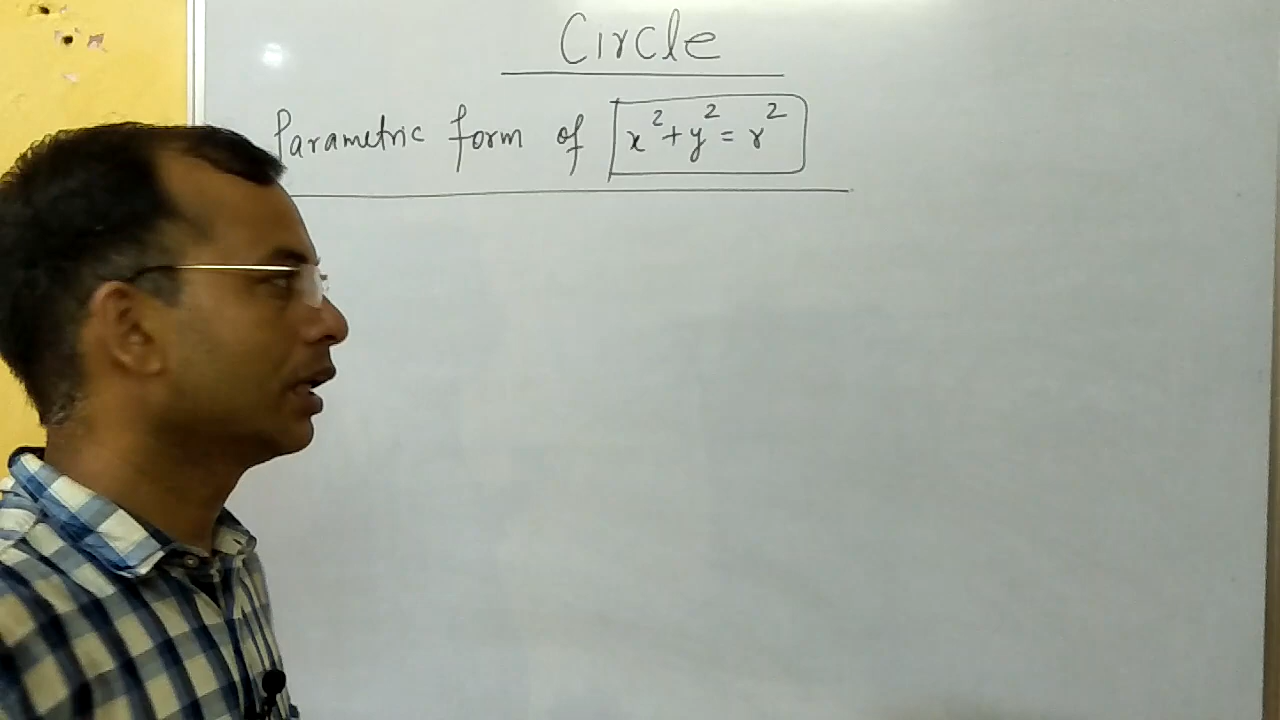 Circle
Parametric form of x² + y² = r²